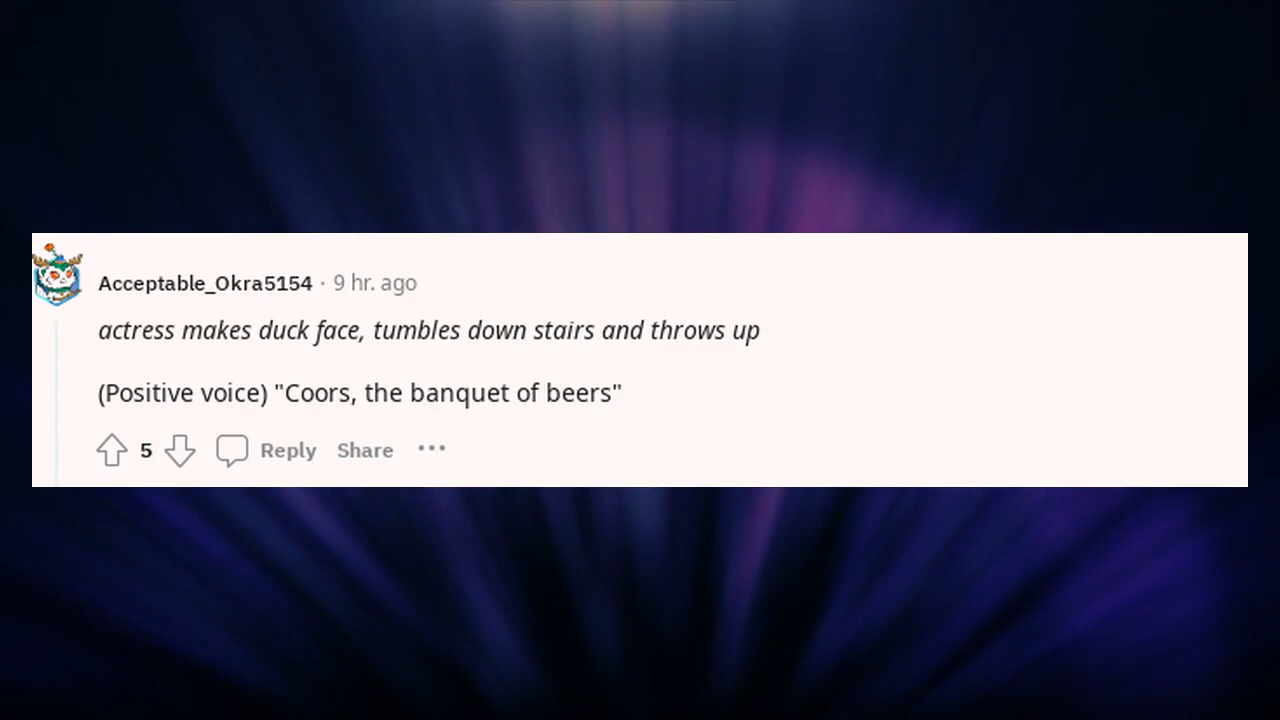 Acceptable_Okra5154 · 9 hr. ago
actress makes duck face, tumbles down stairs and throws up
(Positive voice) "Coors, the banquet of beers"
5 Reply Share ···